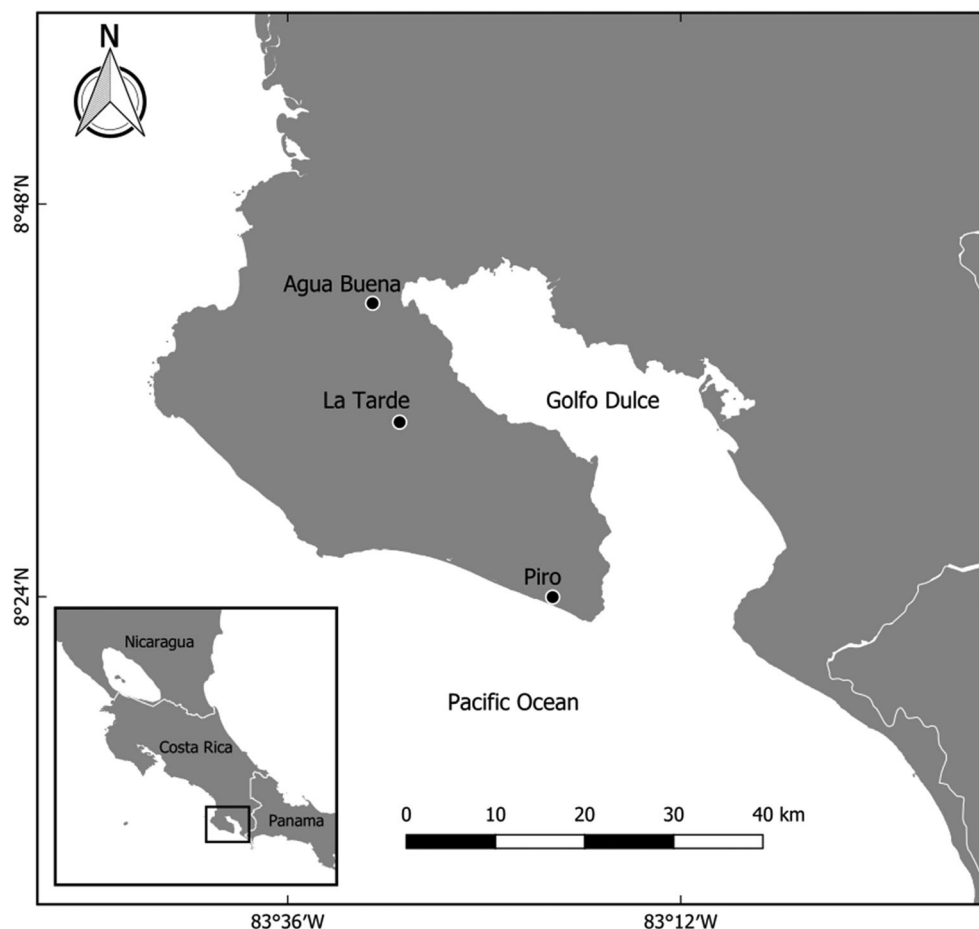 N
8°48'N
Agua Buena
La Tarde
Golfo Dulce
Piro
8°24'N
Nicaragua
Pacific Ocean
Costa Rica
Panama
0 10 20 30 40 km
83°36'W 83°12'W